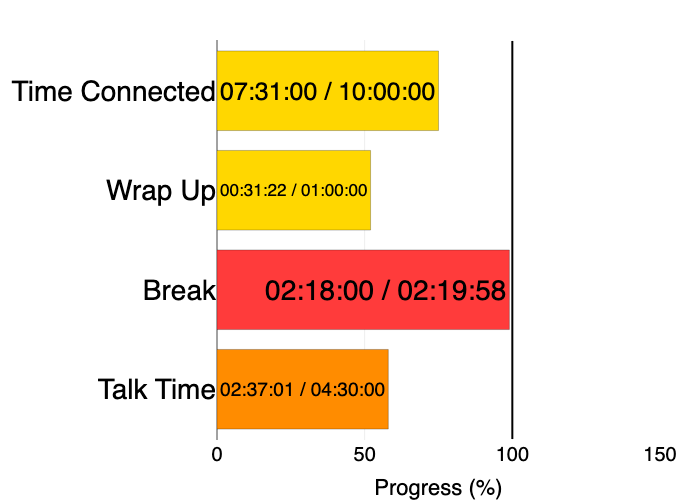 Time Connected 07:31:00 / 10:00:00
Wrap Up 00:31:22 / 01:00:00
Break 02:18:00 / 02:19:58
Talk Time 02:37:01 / 04:30:00
0 50 100 150
Progress (%)